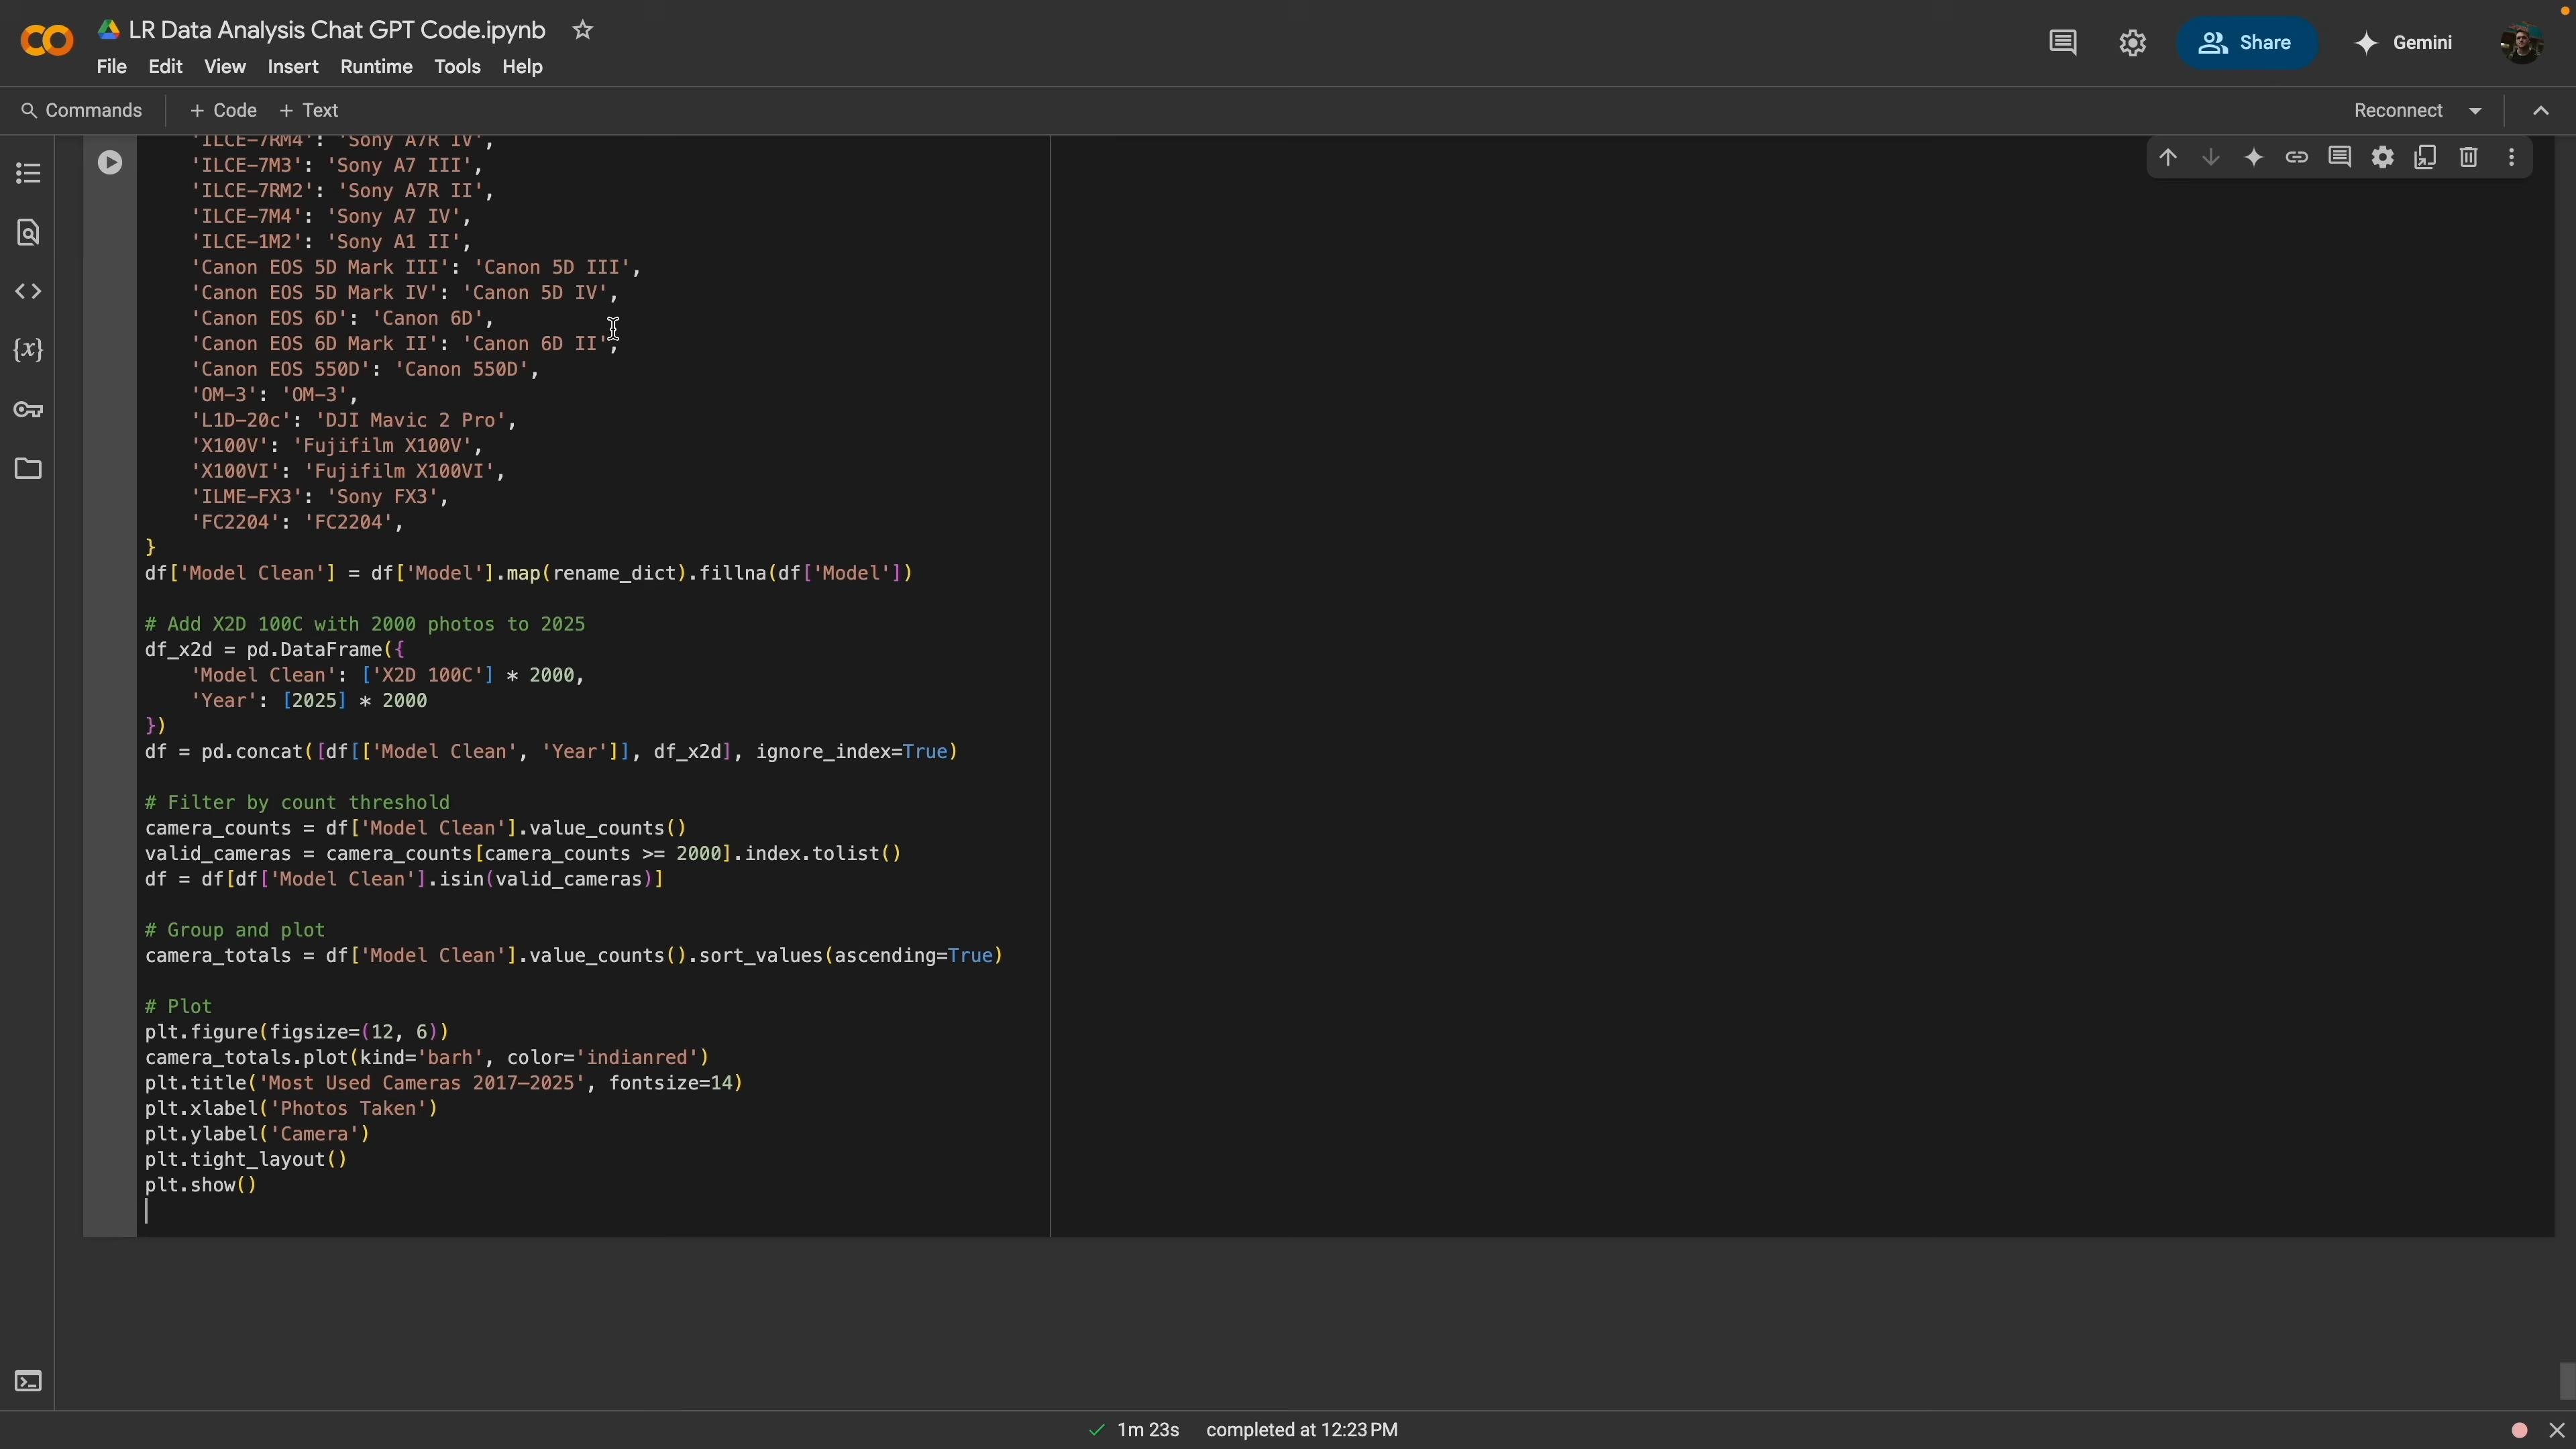 LR Data Analysis Chat GPT Code.ipynb
File Edit View Insert Runtime Tools Help
Share
Gemini
Commands + Code + Text
Reconnect
'ILCE-7RM4': 'Sony A7R IV',
'ILCE-7M3': 'Sony A7 III',
'ILCE-7RM2': 'Sony A7R II',
'ILCE-7M4': 'Sony A7 IV',
'ILCE-1M2': 'Sony A1 II',
'Canon EOS 5D Mark III': 'Canon 5D III',
'Canon EOS 5D Mark IV': 'Canon 5D IV',
'Canon EOS 6D': 'Canon 6D',
'Canon EOS 6D Mark II': 'Canon 6D II',
'Canon EOS 550D': 'Canon 550D',
'OM-3': 'OM-3',
'L1D-20c': 'DJI Mavic 2 Pro',
'X100V': 'Fujifilm X100V',
'X100VI': 'Fujifilm X100VI',
'ILME-FX3': 'Sony FX3',
'FC2204': 'FC2204',
}
df['Model Clean'] = df['Model'].map(rename_dict).fillna(df['Model'])
# Add X2D 100C with 2000 photos to 2025
df_x2d = pd.DataFrame({
'Model Clean': ['X2D 100C'] * 2000,
'Year': [2025] * 2000
})
df = pd.concat([df[['Model Clean', 'Year']], df_x2d], ignore_index=True)
# Filter by count threshold
camera_counts = df['Model Clean'].value_counts()
valid_cameras = camera_counts[camera_counts >= 2000].index.tolist()
df = df[df['Model Clean'].isin(valid_cameras)]
# Group and plot
camera_totals = df['Model Clean'].value_counts().sort_values(ascending=True)
# Plot
plt.figure(figsize=(12, 6))
camera_totals.plot(kind='barh', color='indianred')
plt.title('Most Used Cameras 2017–2025', fontsize=14)
plt.xlabel('Photos Taken')
plt.ylabel('Camera')
plt.tight_layout()
plt.show()
1m 23s completed at 12:23 PM